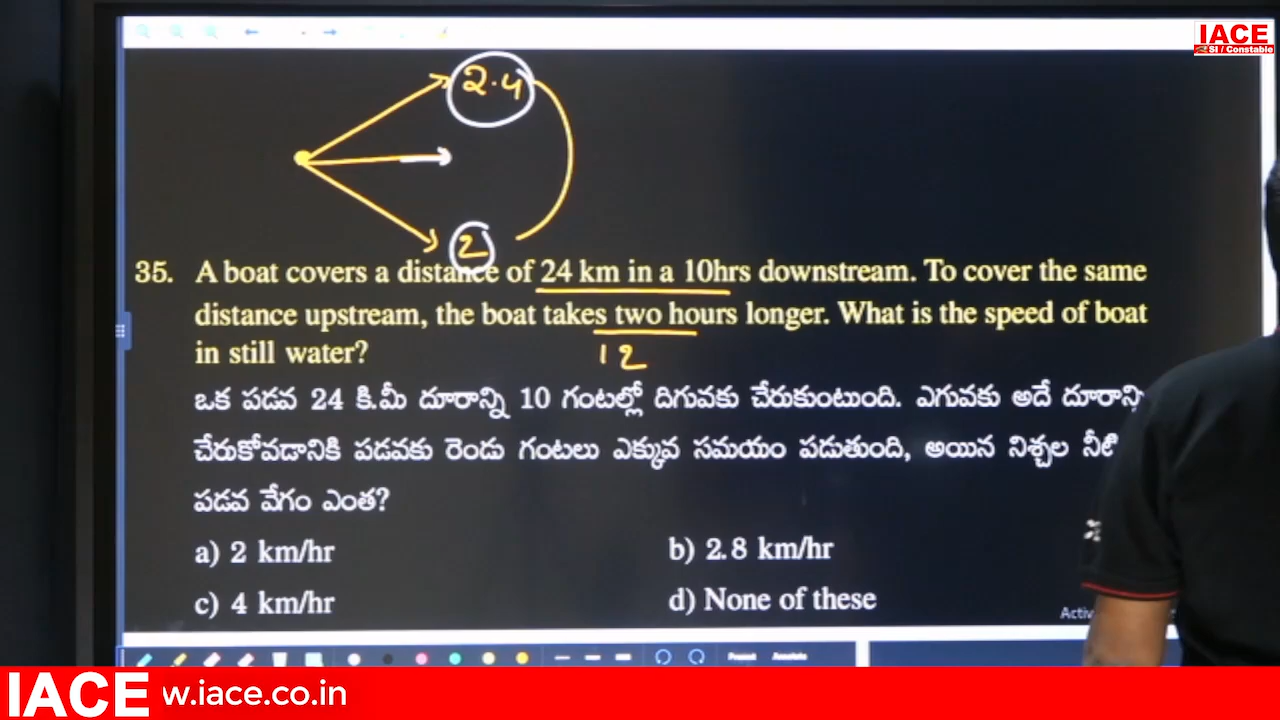 IACE
SI / Constable
2.4
2
35. A boat covers a distance of 24 km in a 10hrs downstream. To cover the same
distance upstream, the boat takes two hours longer. What is the speed of boat
in still water?
12
ఒక పడవ 24 కి.మీ దూరాన్ని 10 గంటల్లో దిగువకు చేరుకుంటుంది. ఎగువకు అదే దూరాన్ని
చేరుకోవడానికి పడవకు రెండు గంటలు ఎక్కువ సమయం పడుతుంది, అయిన నిశ్చల
పడవ వేగం ఎంత?
a) 2 km/hr b) 2.8 km/hr
c) 4 km/hr d) None of these
Activ
Present Annotate
IACE w.iace.co.in